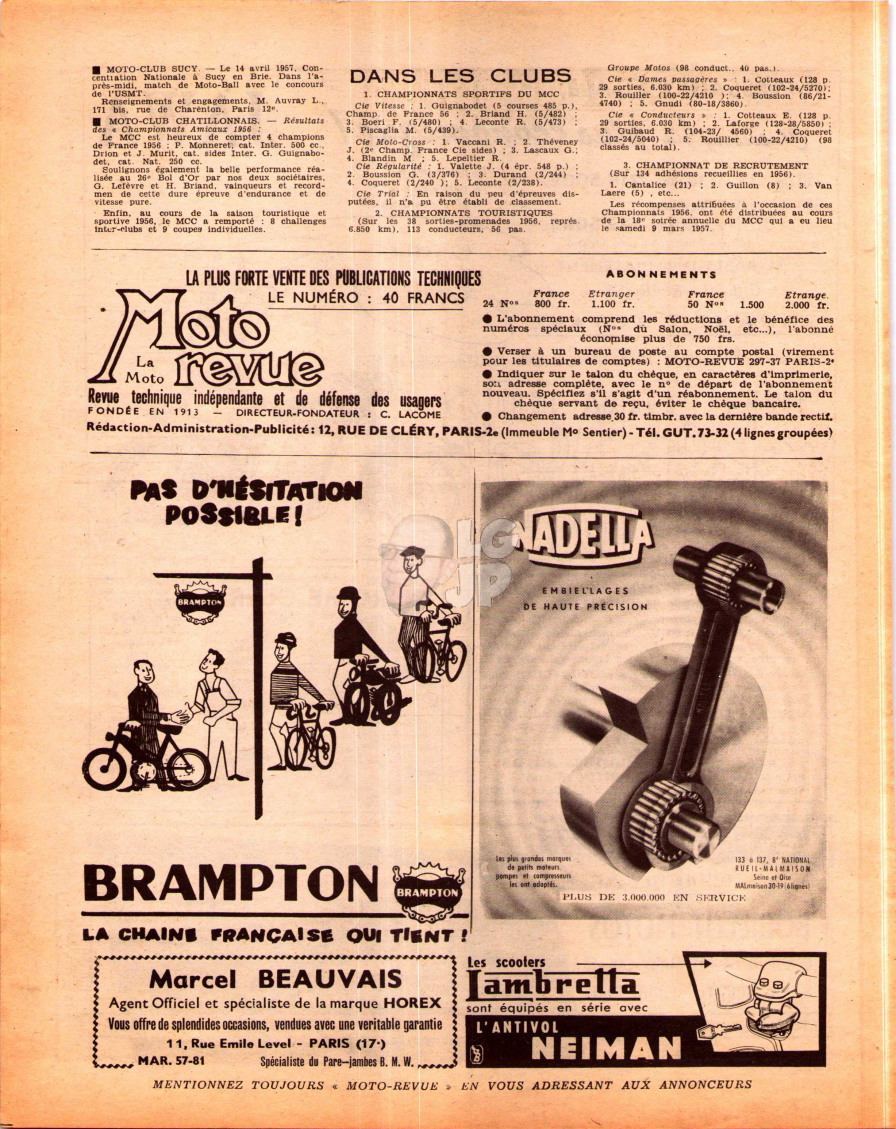 ■ MOTO-CLUB SUCY. — Le 14 avril 1957, Con-
centration Nationale à Sucy en Brie. Dans l'a-
près-midi, match de Moto-Ball avec le concours
de l'USMT.
Renseignements et engagements, M. Auvray L.,
171 bis, rue de Charenton, Paris 12e.
■ MOTO-CLUB CHATILLONNAIS. — Résultats
des « Championnats Amicaux 1956 :
Le MCC est heureux de compter 4 champions
de France 1956 : P. Monneret, cat. Inter. 500 cc.,
Drion et J. Murit, cat. sides Inter. G. Guignabo-
det, cat. Nat. 250 cc.
Soulignons également la belle performance réa-
lisée au 26e Bol d'Or par nos deux sociétaires,
G. Lefèvre et H. Briand, vainqueurs et record-
men de cette dure épreuve d'endurance et de
vitesse pure.
Enfin, au cours de la saison touristique et
sportive 1956, le MCC a remporté : 8 challenges
inter-clubs et 9 coupes individuelles.
DANS LES CLUBS
1. CHAMPIONNATS SPORTIFS DU MCC
Cie Vitesse : 1. Guignabodet (5 courses 485 p.),
Champ. de France 56 ; 2. Briand H. (5/482) ;
3. Boeri F. (5/480) ; 4. Leconte R. (5/473) ;
5. Piscaglia M. (5/439).
Cie Moto-Cross : 1. Vaccani R. ; 2. Théveney
J. (2e Champ. France Cie sides) ; 3. Lascaux G.;
4. Blandin M ; 5. Lepeltier R.
Cie Régularité : 1. Valette J. (4 épr. 548 p.) ;
2. Boussion G. (3/376) ; 3. Durand (2/244) ;
4. Coqueret (2/240) ; 5. Leconte (2/238).
Cie Trial : En raison du peu d'épreuves dis-
putées, il n'a pu être établi de classement.
2. CHAMPIONNATS TOURISTIQUES
(Sur les 38 sorties-promenades 1956, représ.
6.850 km), 113 conducteurs, 56 pas.
Groupe Motos (98 conduct., 40 pas.).
Cie « Dames passagères » : 1. Cotteaux (128 p.
29 sorties, 6.030 km) ; 2. Coqueret (102-24/5270);
3. Rouiller (100-22/4210 ); 4. Boussion (86/21-
4740) ; 5. Gnudi (80-18/3860).
Cie « Conducteurs » : 1. Cotteaux E. (128 p.
29 sorties, 6.030 km) ; 2. Laforge (128-28/5850) ;
3. Guibaud R. (104-23/ 4560) ; 4. Coqueret
(102-24/5040) ; 5. Rouillier (100-22/4210) (98
classés au total).
3. CHAMPIONNAT DE RECRUTEMENT
(Sur 134 adhésions recueillies en 1956).
1. Cantalice (21) ; 2. Guillon (8) ; 3. Van
Laere (5) , etc...
Les récompenses attribuées à l'occasion de ces
Championnats 1956, ont été distribuées au cours
de la 18e soirée annuelle du MCC qui a eu lieu
le samedi 9 mars 1957.
LA PLUS FORTE VENTE DES PUBLICATIONS TECHNIQUES
LE NUMÉRO : 40 FRANCS
Moto
La Moto revue
Revue technique indépendante et de défense des usagers
FONDÉE EN 1913 — DIRECTEUR-FONDATEUR : C. LACOME
ABONNEMENTS
France Etranger France Etrange.
24 Nos 800 fr. 1.100 fr. 50 Nos 1.500 2.000 fr.
● L'abonnement comprend les réductions et le bénéfice des
numéros spéciaux (Nos du Salon, Noël, etc...), l'abonné
économise plus de 750 frs.
● Verser à un bureau de poste au compte postal (virement
pour les titulaires de comptes) : MOTO-REVUE 297-37 PARIS-2e
● Indiquer sur le talon du chèque, en caractères d'imprimerie,
son adresse complète, avec le no de départ de l'abonnement
nouveau. Spécifiez s'il s'agit d'un réabonnement. Le talon du
chèque servant de reçu, éviter le chèque bancaire.
● Changement adresse 30 fr. timbr. avec la dernière bande rectif.
Rédaction-Administration-Publicité : 12, RUE DE CLÉRY, PARIS-2e (Immeuble Mo Sentier) - Tél. GUT. 73-32 (4 lignes groupées)
PAS D'HÉSITATION
POSSIBLE !
BRAMPTON
BRAMPTON
BRAMPTON
LA CHAINE FRANÇAISE QUI TIENT !
LG
JP
NADELLA
EMBIELLAGES
DE HAUTE PRÉCISION
Les plus grandes marques
de petits moteurs,
pompes et compresseurs
les ont adoptés.
133 à 137, Bd NATIONAL
RUEIL-MALMAISON
Seine et Oise
MALmaison 30-19 (6 lignes)
PLUS DE 3.000.000 EN SERVICE
Marcel BEAUVAIS
Agent Officiel et spécialiste de la marque HOREX
Vous offre de splendides occasions, vendues avec une veritable garantie
11, Rue Emile Level - PARIS (17e)
MAR. 57-81 Spécialiste du Pare-jambes B. M. W.
Les scooters
Lambretta
sont équipés en série avec
L'ANTIVOL
NEIMAN
MENTIONNEZ TOUJOURS « MOTO-REVUE » EN VOUS ADRESSANT AUX ANNONCEURS